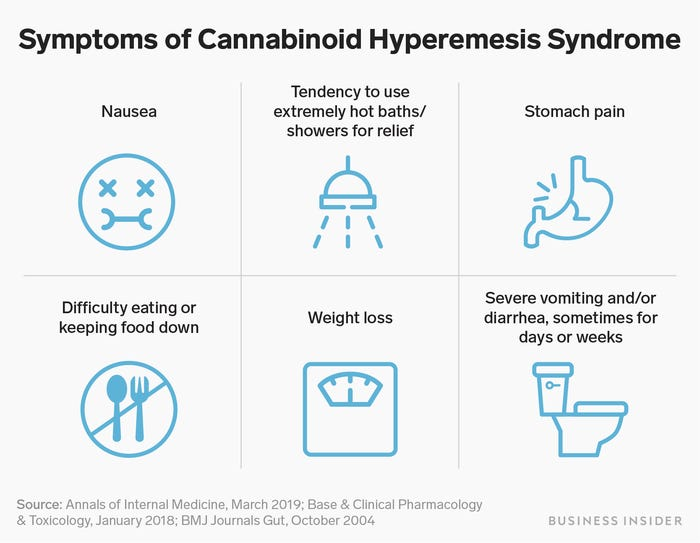 Symptoms of Cannabinoid Hyperemesis Syndrome
Nausea
Tendency to use
extremely hot baths/
showers for relief
Stomach pain
Difficulty eating or
keeping food down
Weight loss
Severe vomiting and/or
diarrhea, sometimes for
days or weeks
Source: Annals of Internal Medicine, March 2019; Base & Clinical Pharmacology
& Toxicology, January 2018; BMJ Journals Gut, October 2004
BUSINESS INSIDER